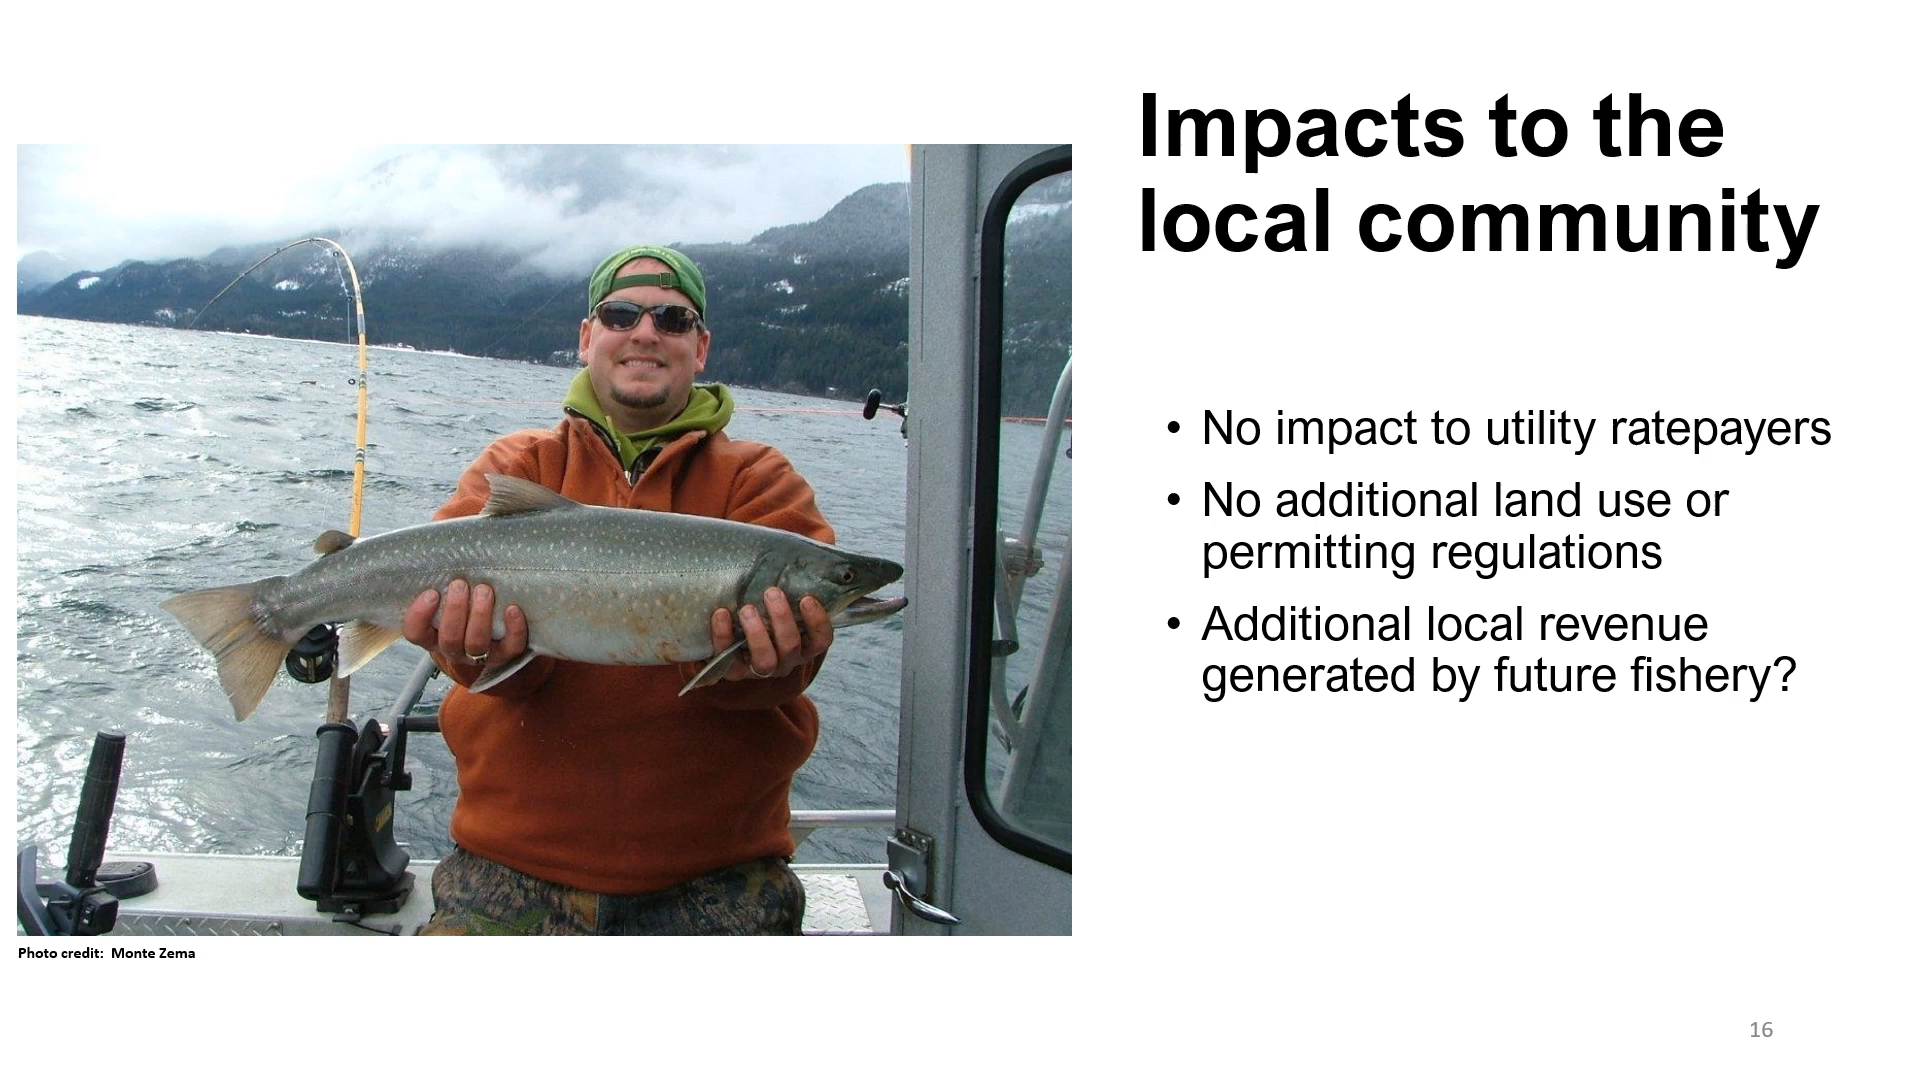 Impacts to the
local community
• No impact to utility ratepayers
• No additional land use or
permitting regulations
• Additional local revenue
generated by future fishery?
Photo credit:  Monte Zema
16